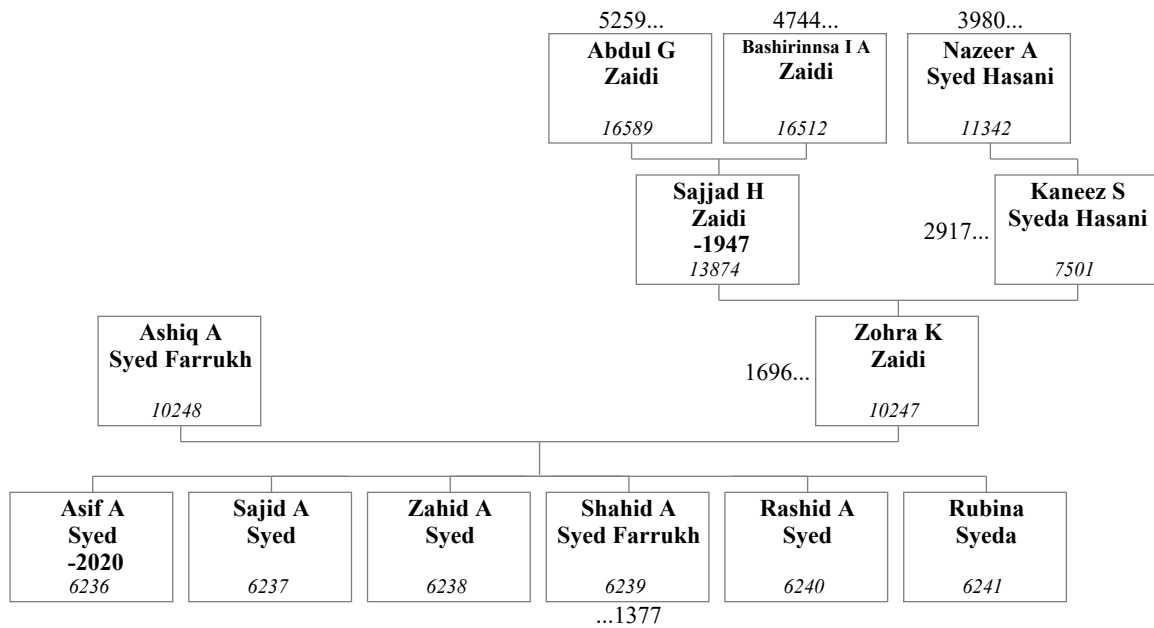 5259...
4744...
3980...
Abdul G
Zaidi
16589
Bashirinnsa I A
Zaidi
16512
Nazeer A
Syed Hasani
11342
Sajjad H
Zaidi
-1947
13874
2917...
Kaneez S
Syeda Hasani
7501
Ashiq A
Syed Farrukh
10248
1696...
Zohra K
Zaidi
10247
Asif A
Syed
-2020
6236
Sajid A
Syed
6237
Zahid A
Syed
6238
Shahid A
Syed Farrukh
6239
...1377
Rashid A
Syed
6240
Rubina
Syeda
6241